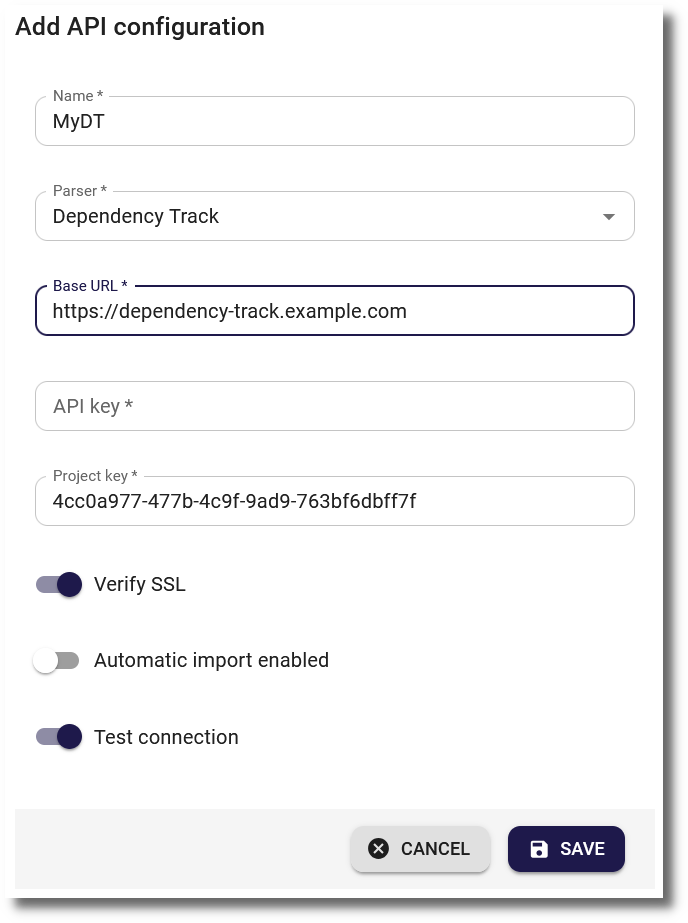 Add API configuration
Name *
MyDT
Parser *
Dependency Track
Base URL *
https://dependency-track.example.com
API key *
Project key *
4cc0a977-477b-4c9f-9ad9-763bf6dbff7f
Verify SSL
Automatic import enabled
Test connection
CANCEL SAVE